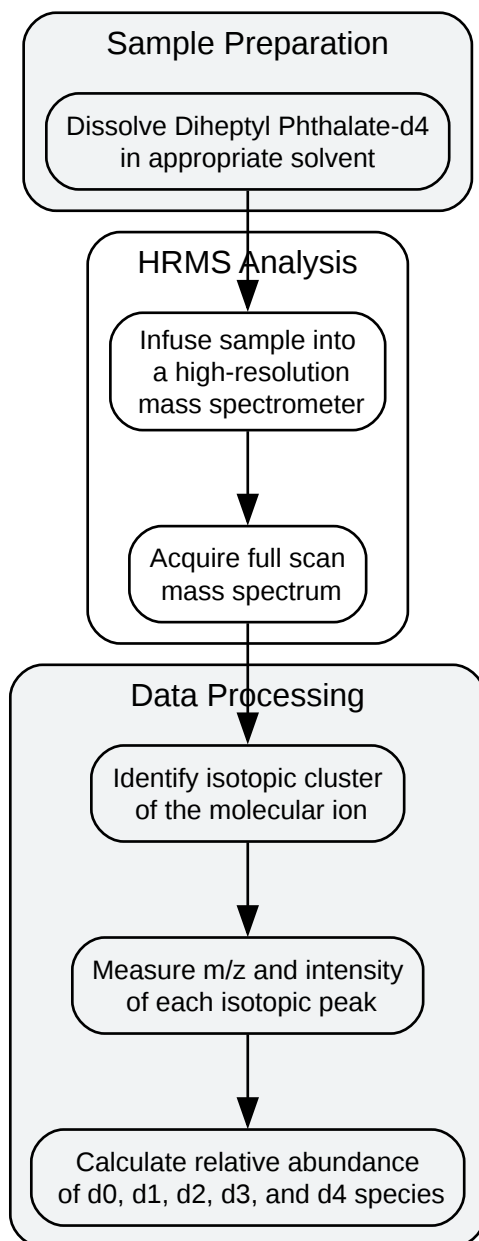 Sample Preparation
Dissolve Diheptyl Phthalate-d4
in appropriate solvent
HRMS Analysis
Infuse sample into
a high-resolution
mass spectrometer
Acquire full scan
mass spectrum
Data Processing
Identify isotopic cluster
of the molecular ion
Measure m/z and intensity
of each isotopic peak
Calculate relative abundance
of d0, d1, d2, d3, and d4 species